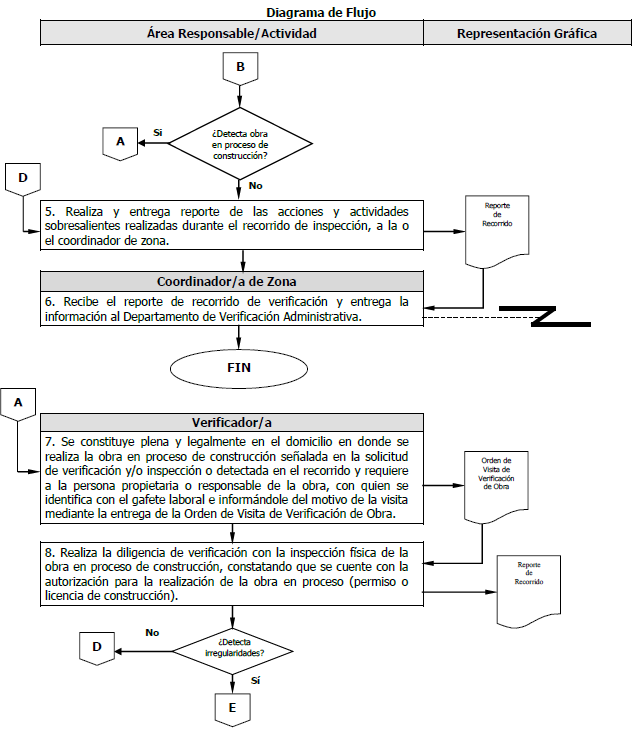 Diagrama de Flujo
Área Responsable/Actividad
Representación Gráfica
B
¿Detecta obra
en proceso de
construcción?
Si
A
No
D
5. Realiza y entrega reporte de las acciones y actividades
sobresalientes realizadas durante el recorrido de inspección, a la o
el coordinador de zona.
Reporte
de
Recorrido
Coordinador/a de Zona
6. Recibe el reporte de recorrido de verificación y entrega la
información al Departamento de Verificación Administrativa.
FIN
A
Verificador/a
7. Se constituye plena y legalmente en el domicilio en donde se
realiza la obra en proceso de construcción señalada en la solicitud
de verificación y/o inspección o detectada en el recorrido y requiere
a la persona propietaria o responsable de la obra, con quien se
identifica con el gafete laboral e informándole del motivo de la visita
mediante la entrega de la Orden de Visita de Verificación de Obra.
Orden de
Visita de
Verificación
de Obra
8. Realiza la diligencia de verificación con la inspección física de la
obra en proceso de construcción, constatando que se cuente con la
autorización para la realización de la obra en proceso (permiso o
licencia de construcción).
Reporte
de
Recorrido
¿Detecta
irregularidades?
No
D
Sí
E